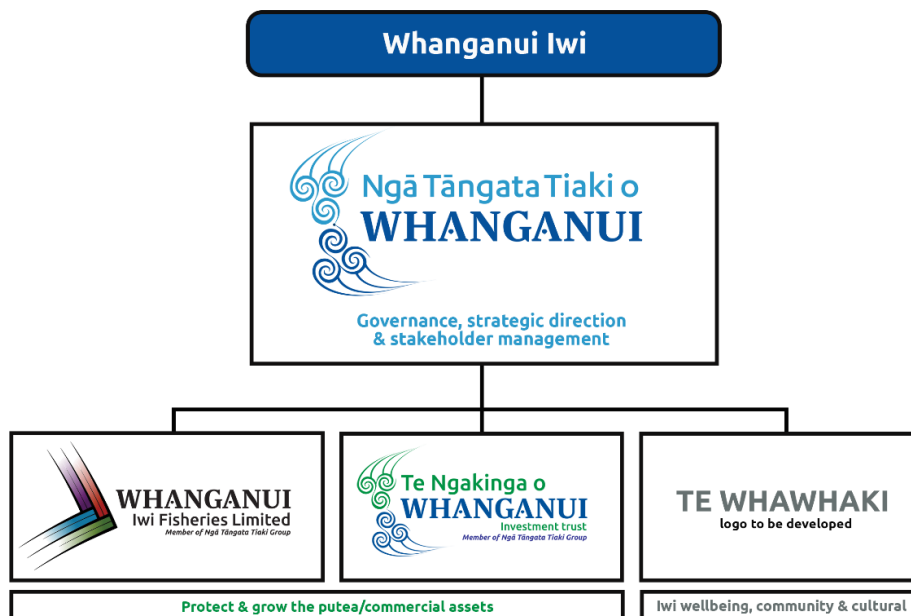 Whanganui Iwi
Ngā Tāngata Tiaki o
WHANGANUI
Governance, strategic direction
& stakeholder management
WHANGANUI
Iwi Fisheries Limited
Member of Ngā Tāngata Tiaki Group
Te Ngakinga o
WHANGANUI
Investment trust
Member of Ngā Tāngata Tiaki Group
TE WHAWHAKI
logo to be developed
Protect & grow the putea/commercial assets
Iwi wellbeing, community & cultural